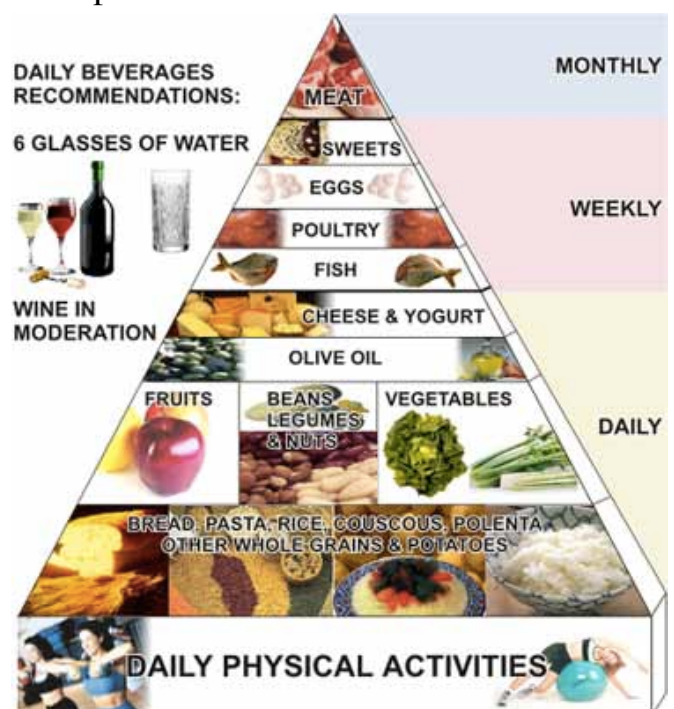 DAILY BEVERAGES
RECOMMENDATIONS:
6 GLASSES OF WATER
WINE IN
MODERATION
MONTHLY
WEEKLY
DAILY
MEAT
SWEETS
EGGS
POULTRY
FISH
CHEESE & YOGURT
OLIVE OIL
FRUITS
BEANS
LEGUMES
& NUTS
VEGETABLES
BREAD, PASTA, RICE, COUSCOUS, POLENTA,
OTHER WHOLE GRAINS & POTATOES
DAILY PHYSICAL ACTIVITIES